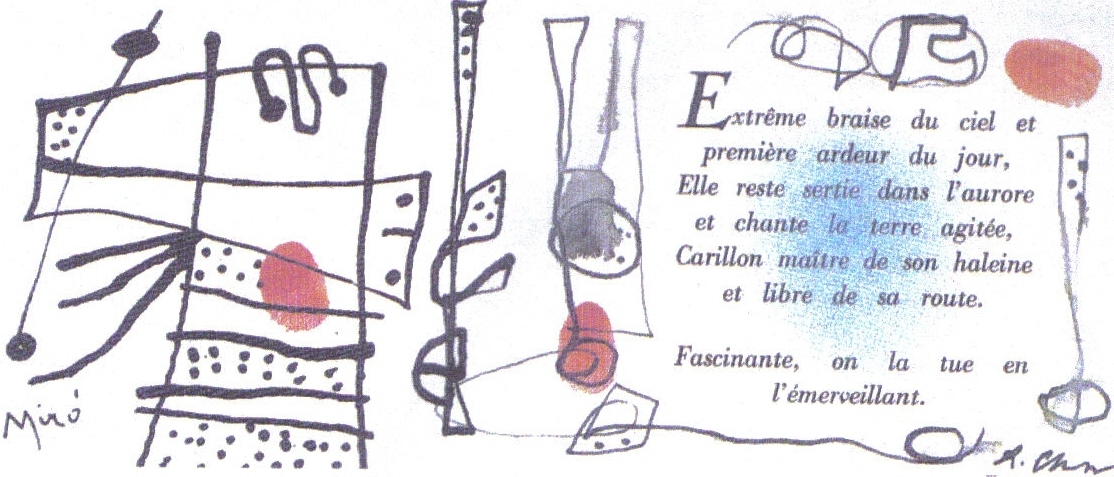 Extrême braise du ciel et
première ardeur du jour,
Elle reste sertie dans l'aurore
et chante la terre agitée,
Carillon maître de son haleine
et libre de sa route.
Fascinante, on la tue en
l'émerveillant.
Miró
R. Char